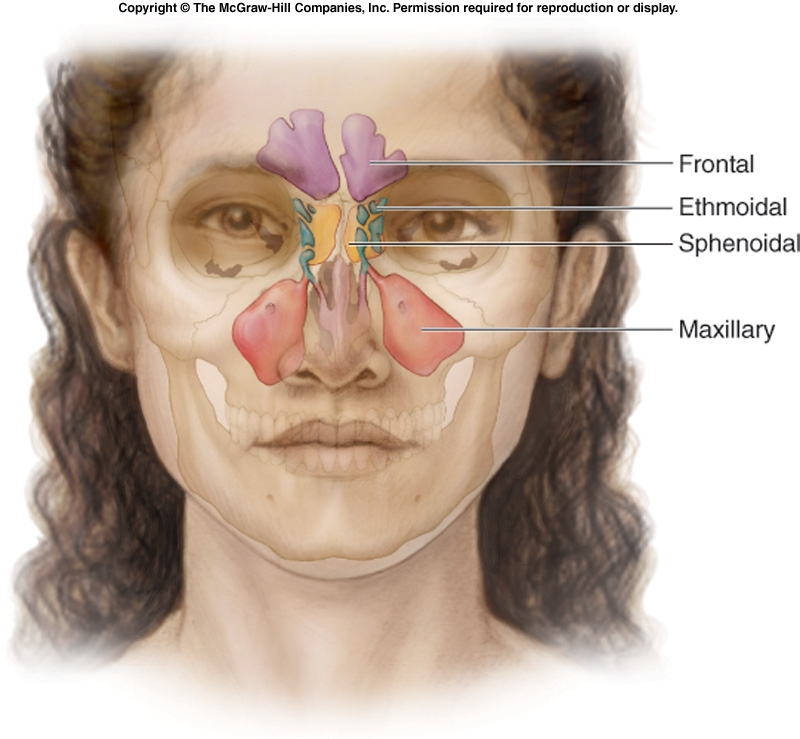 Copyright © The McGraw-Hill Companies, Inc. Permission required for reproduction or display.
Frontal
Ethmoidal
Sphenoidal
Maxillary